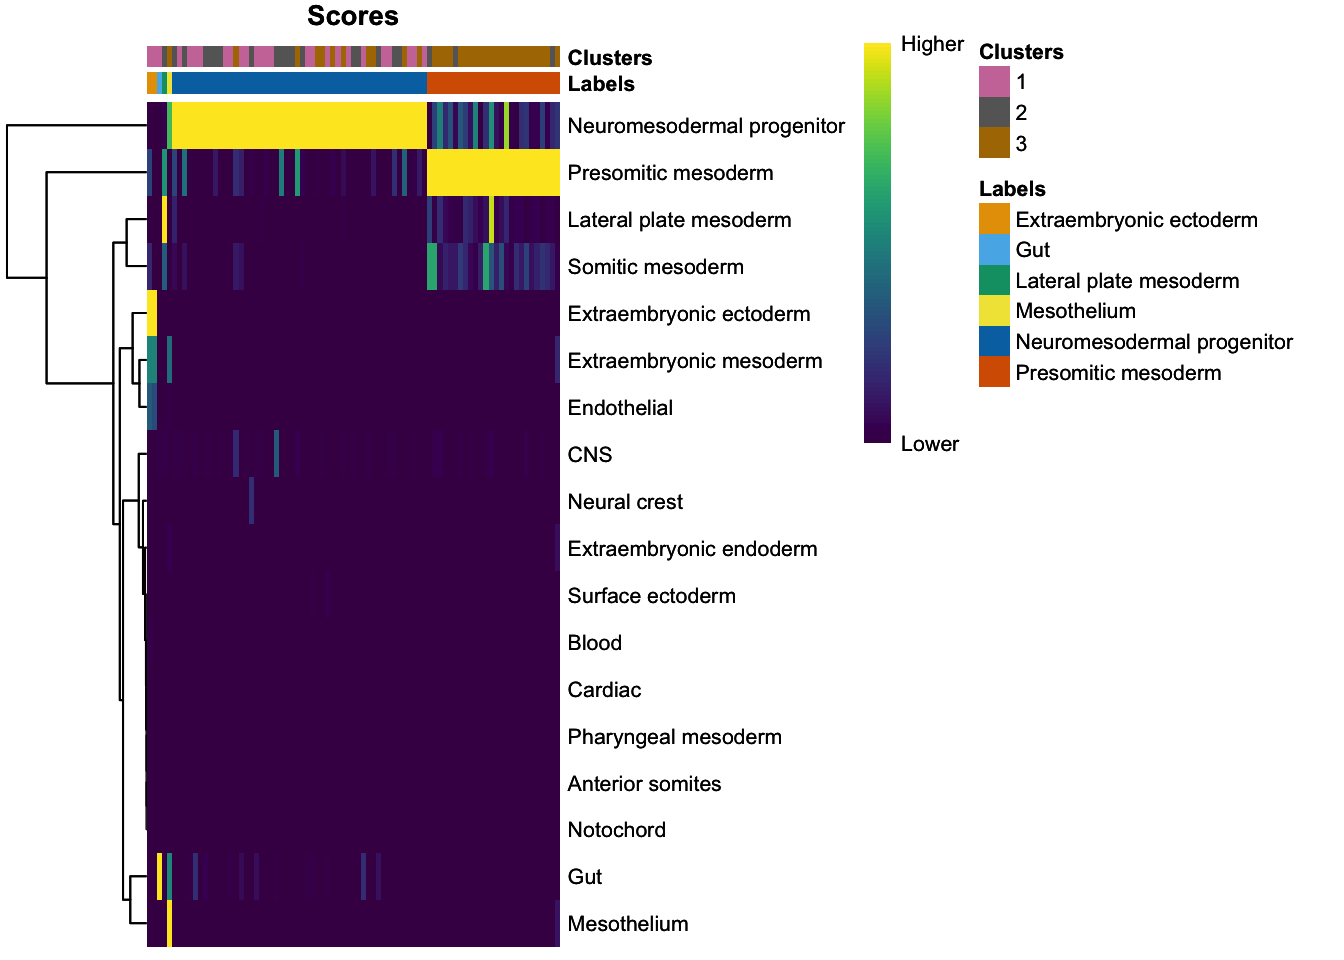 Scores
Clusters
Labels
Neuromesodermal progenitor
Presomitic mesoderm
Lateral plate mesoderm
Somitic mesoderm
Extraembryonic ectoderm
Extraembryonic mesoderm
Endothelial
CNS
Neural crest
Extraembryonic endoderm
Surface ectoderm
Blood
Cardiac
Pharyngeal mesoderm
Anterior somites
Notochord
Gut
Mesothelium
Higher
Lower
Clusters
1
2
3
Labels
Extraembryonic ectoderm
Gut
Lateral plate mesoderm
Mesothelium
Neuromesodermal progenitor
Presomitic mesoderm